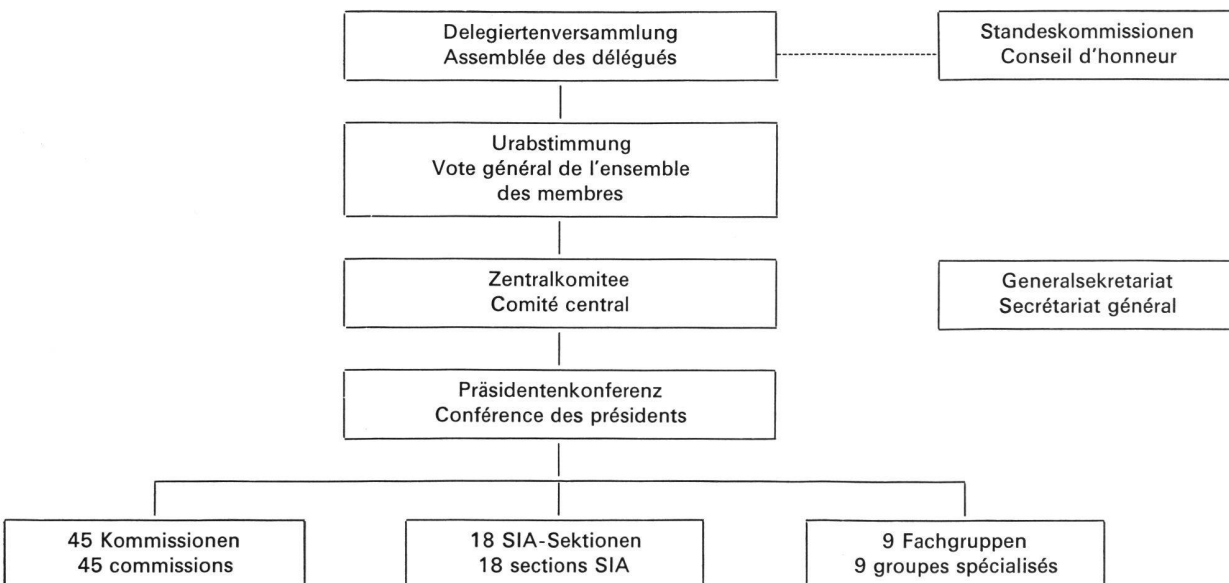 Delegiertenversammlung
Assemblée des délégués
Standeskommissionen
Conseil d'honneur
Urabstimmung
Vote général de l'ensemble
des membres
Zentralkomitee
Comité central
Generalsekretariat
Secrétariat général
Präsidentenkonferenz
Conférence des présidents
45 Kommissionen
45 commissions
18 SIA-Sektionen
18 sections SIA
9 Fachgruppen
9 groupes spécialisés